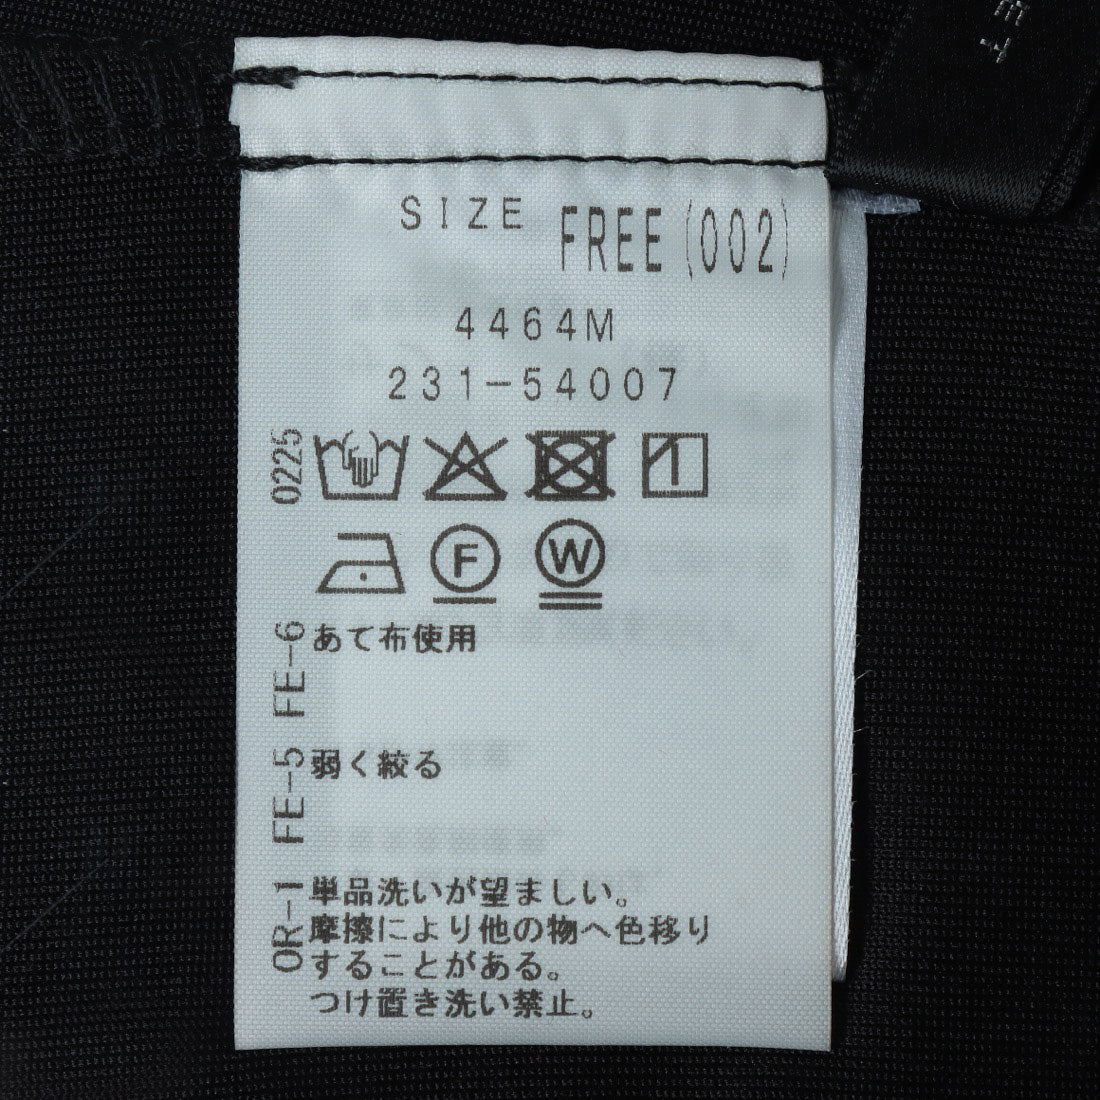 SIZE FREE(002)
4464M
231-54007
0225
F W
FE-6 あて布使用
FE-5 弱く絞る
OR-1 単品洗いが望ましい。
摩擦により他の物へ色移り
することがある。
つけ置き洗い禁止。